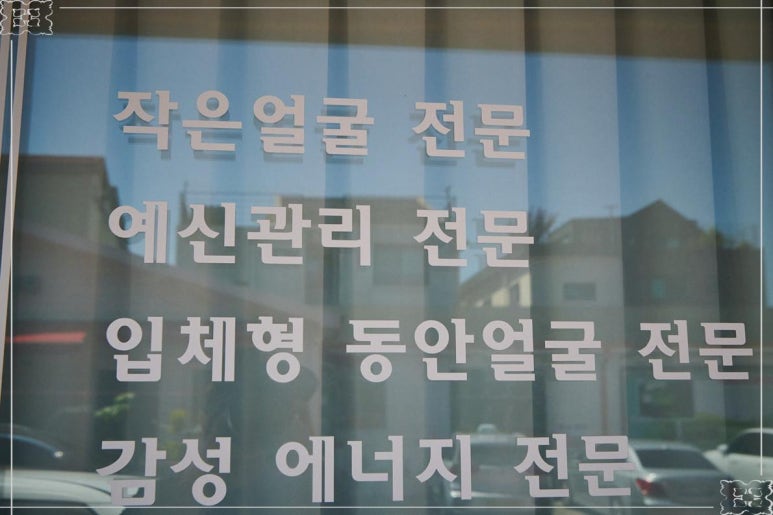 작은얼굴 전문
예신관리 전문
입체형 동안얼굴 전문
감성 에너지 전문